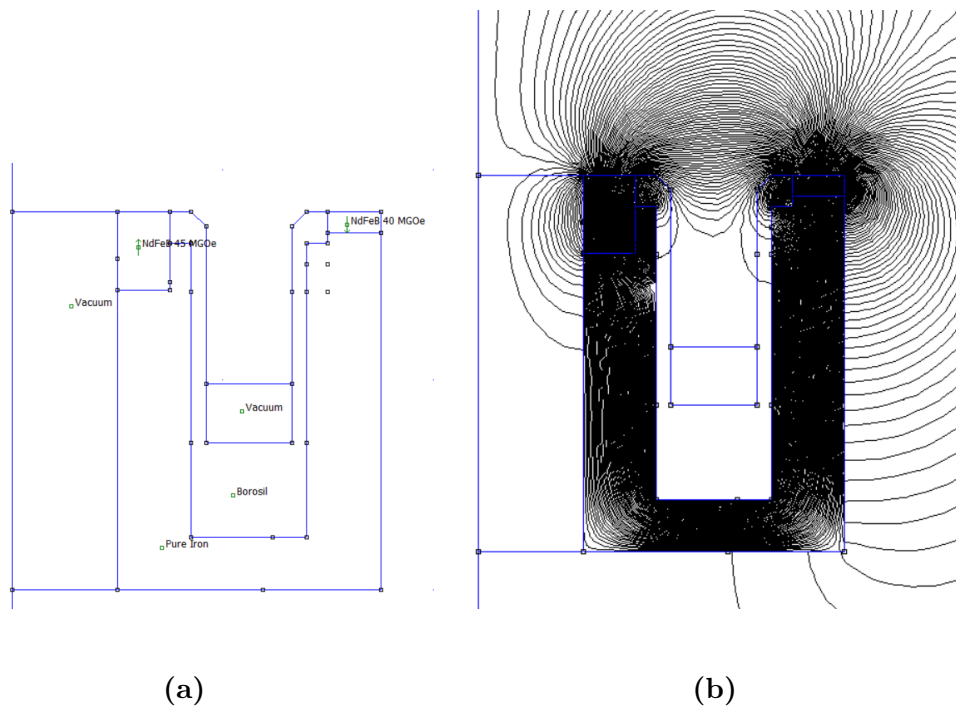 NdFeB 40 MGOe
NdFeB 45 MGOe
Vacuum
Vacuum
Borosil
Pure Iron
(a)
(b)